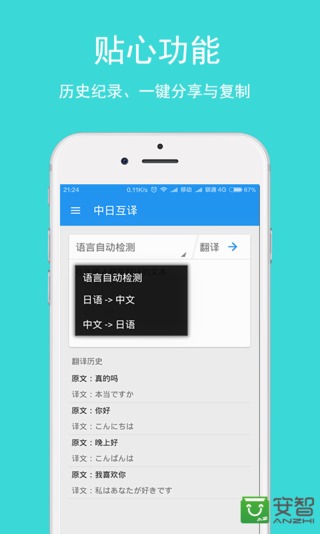 贴心功能
历史纪录、一键分享与复制
21:24
0.11K/s 移动 联通 4G 67%
中日互译
语言自动检测
翻译
语言自动检测
日语 -> 中文
中文 -> 日语
翻译历史
原文：真的吗
译文：本当ですか
原文：你好
译文：こんにちは
原文：晚上好
译文：こんばんは
原文：我喜欢你
译文：私はあなたが好きです
安智
ANZHI